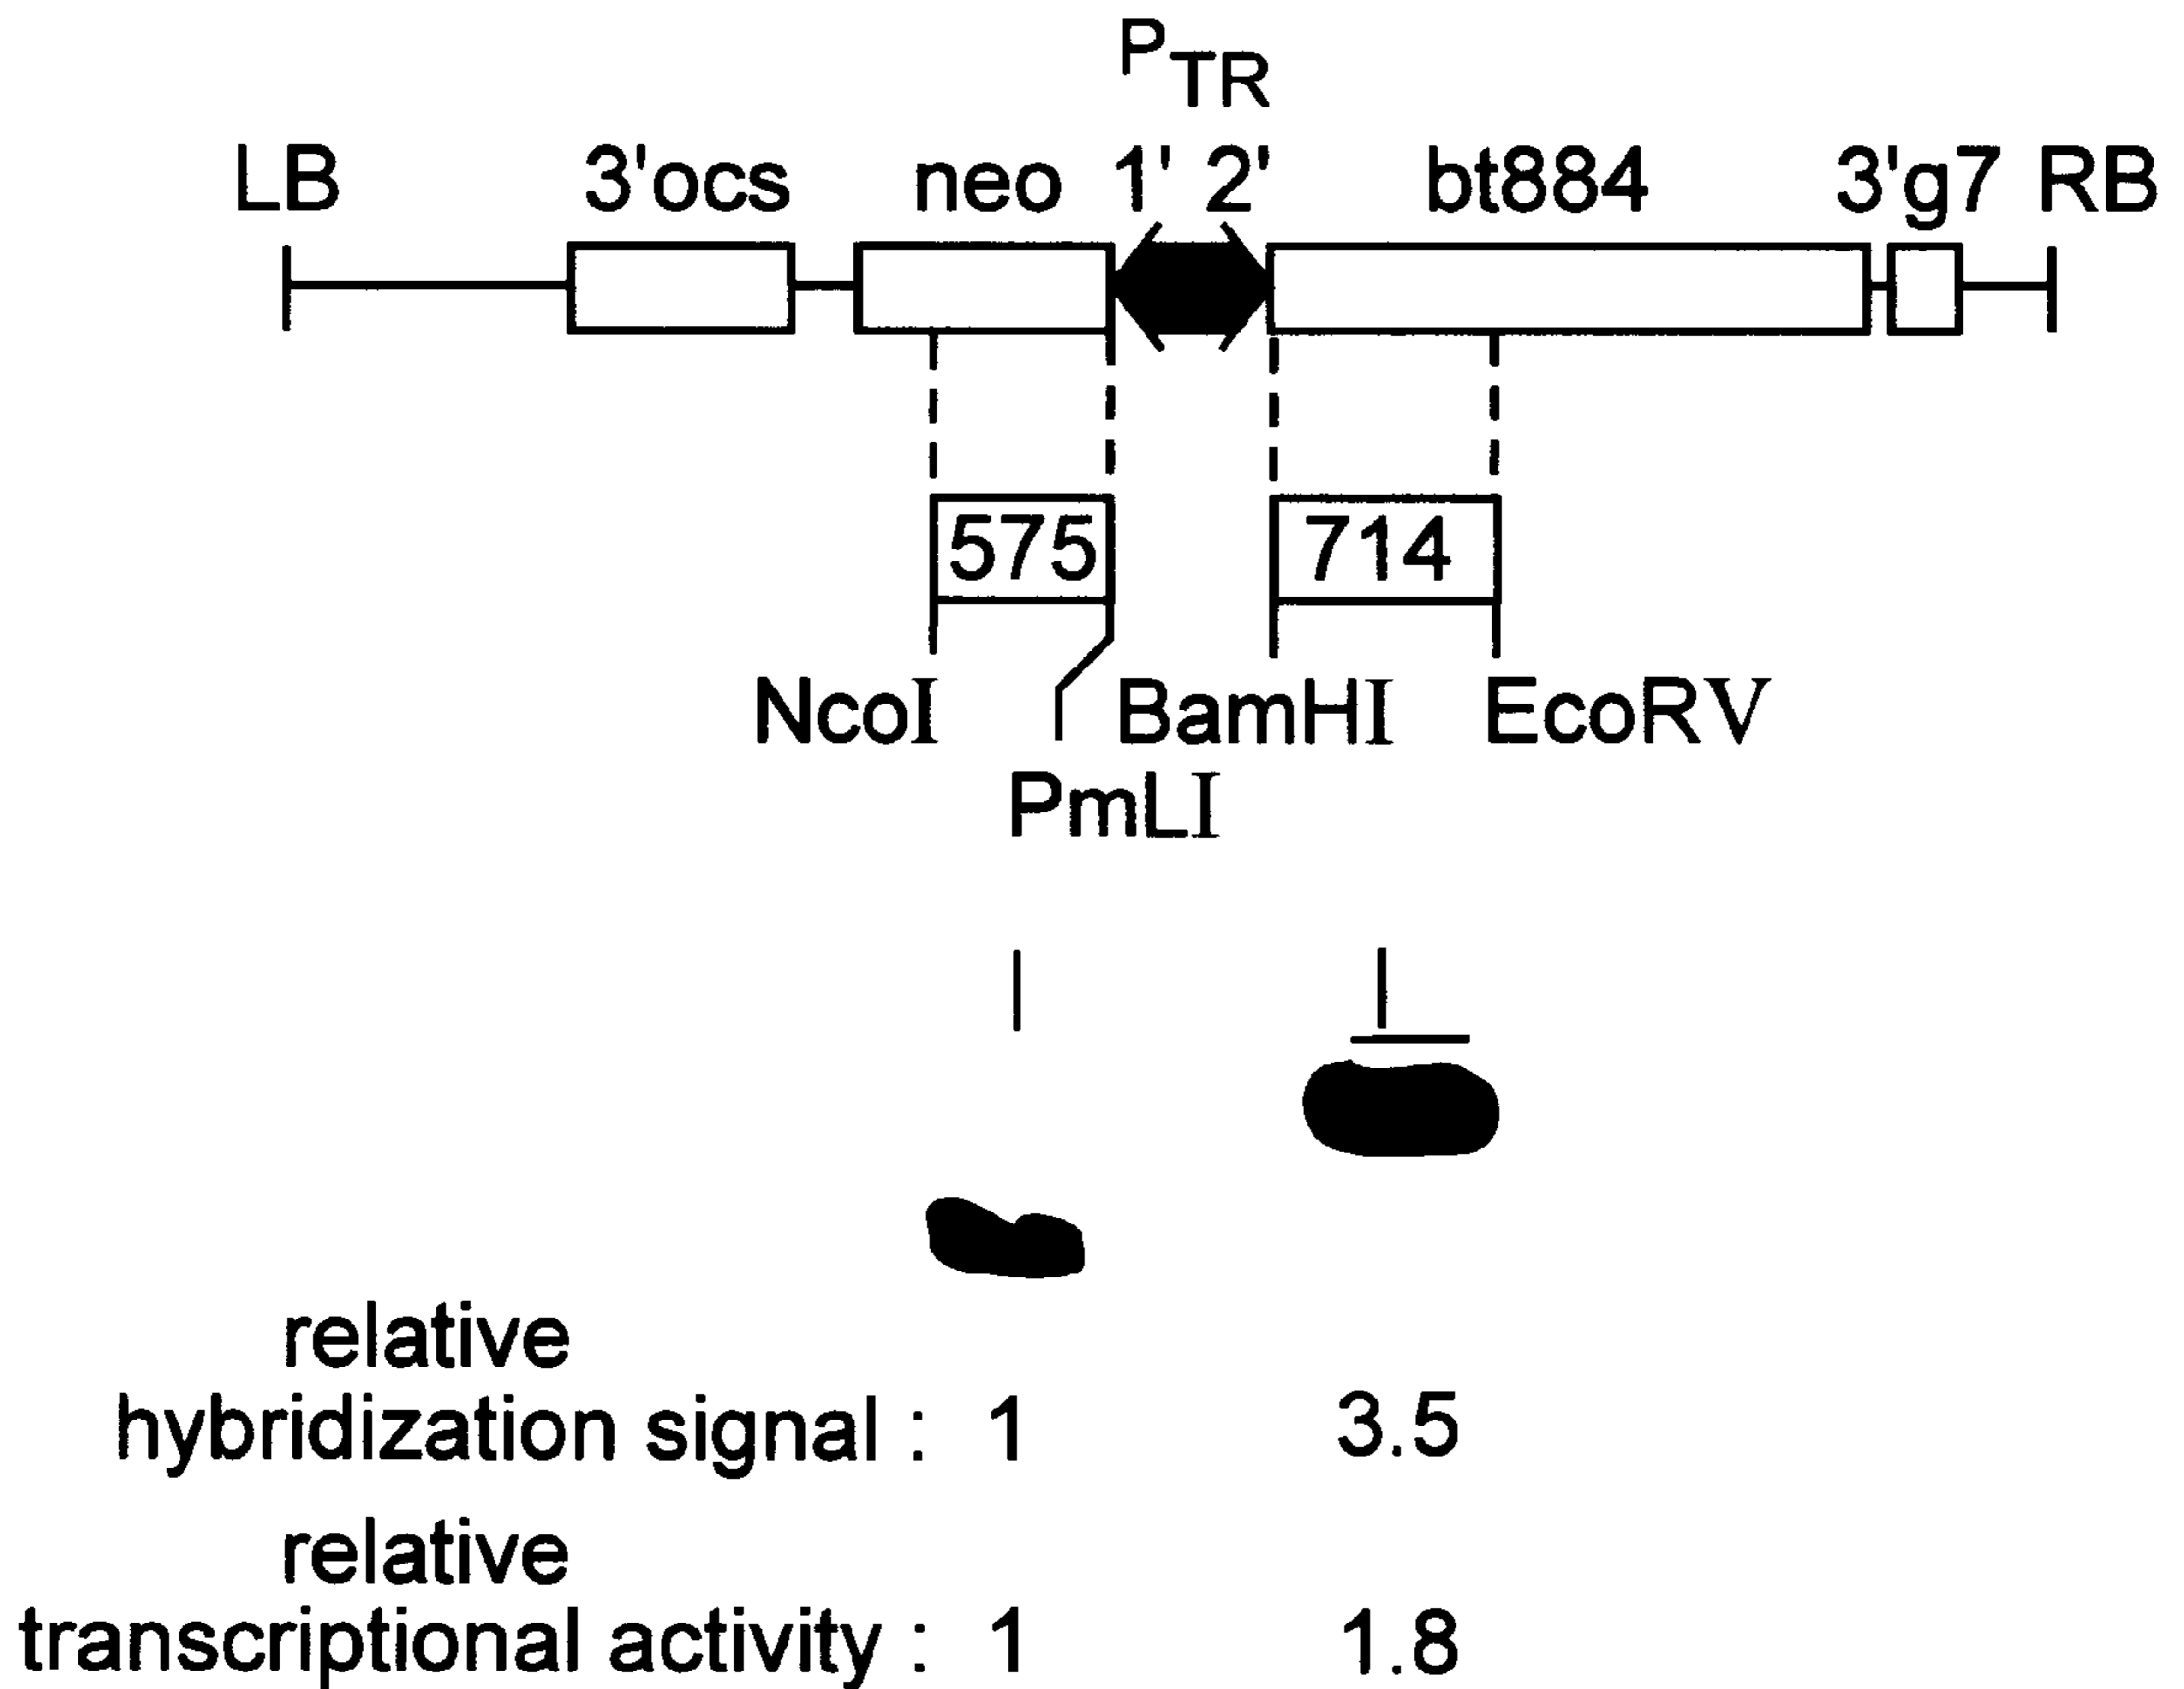 PTR
LB 3'ocs neo 1' 2' bt884 3'g7 RB
575 714
NcoI BamHI EcoRV
PmLI
relative
hybridization signal : 1 3.5
relative
transcriptional activity : 1 1.8